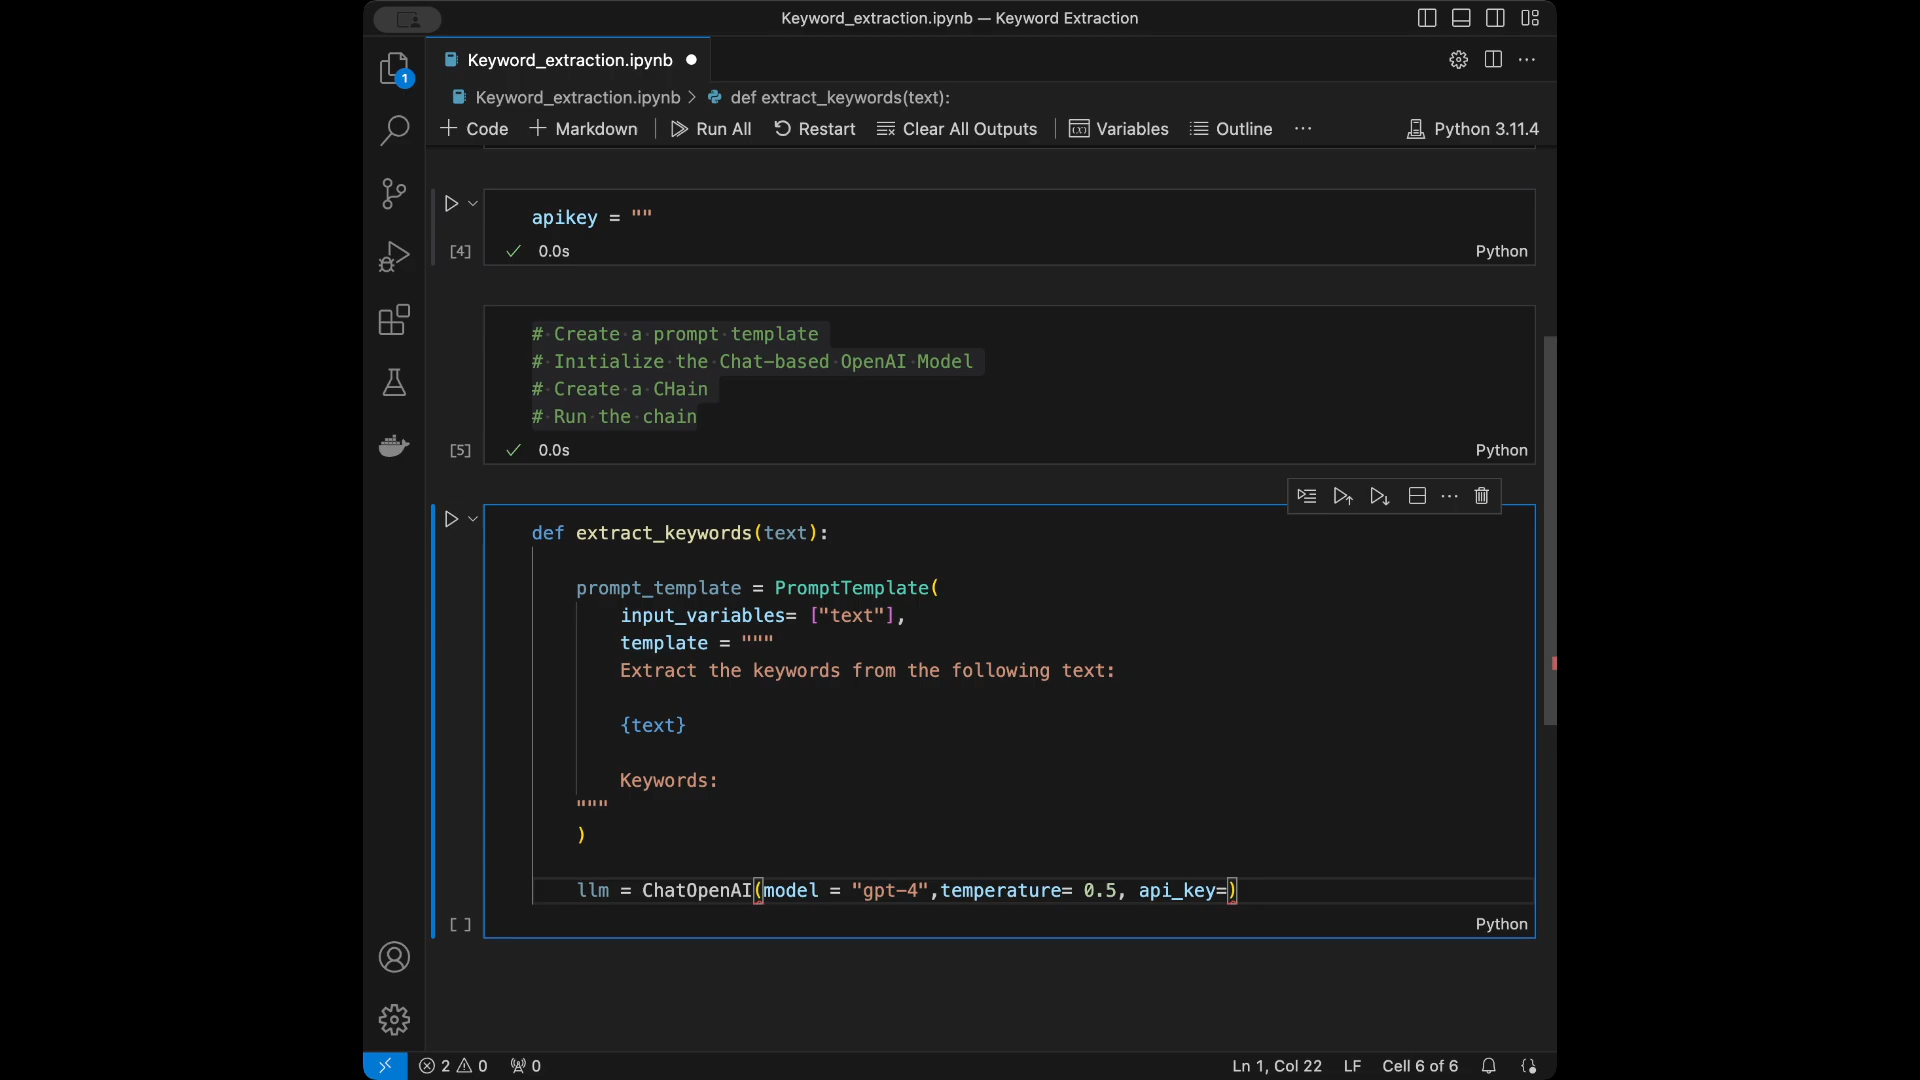 Keyword_extraction.ipynb — Keyword Extraction
1
Keyword_extraction.ipynb
Keyword_extraction.ipynb > def extract_keywords(text):
Code Markdown Run All Restart Clear All Outputs Variables Outline ... Python 3.11.4
apikey = ""
[4] 0.0s Python
# Create a prompt template
# Initialize the Chat-based OpenAI Model
# Create a CHain
# Run the chain
[5] 0.0s Python
def extract_keywords(text):
prompt_template = PromptTemplate(
input_variables= ["text"],
template = """
Extract the keywords from the following text:
{text}
Keywords:
"""
)
llm = ChatOpenAI(model = "gpt-4",temperature= 0.5, api_key=)
[ ] Python
2 0 0 Ln 1, Col 22 LF Cell 6 of 6